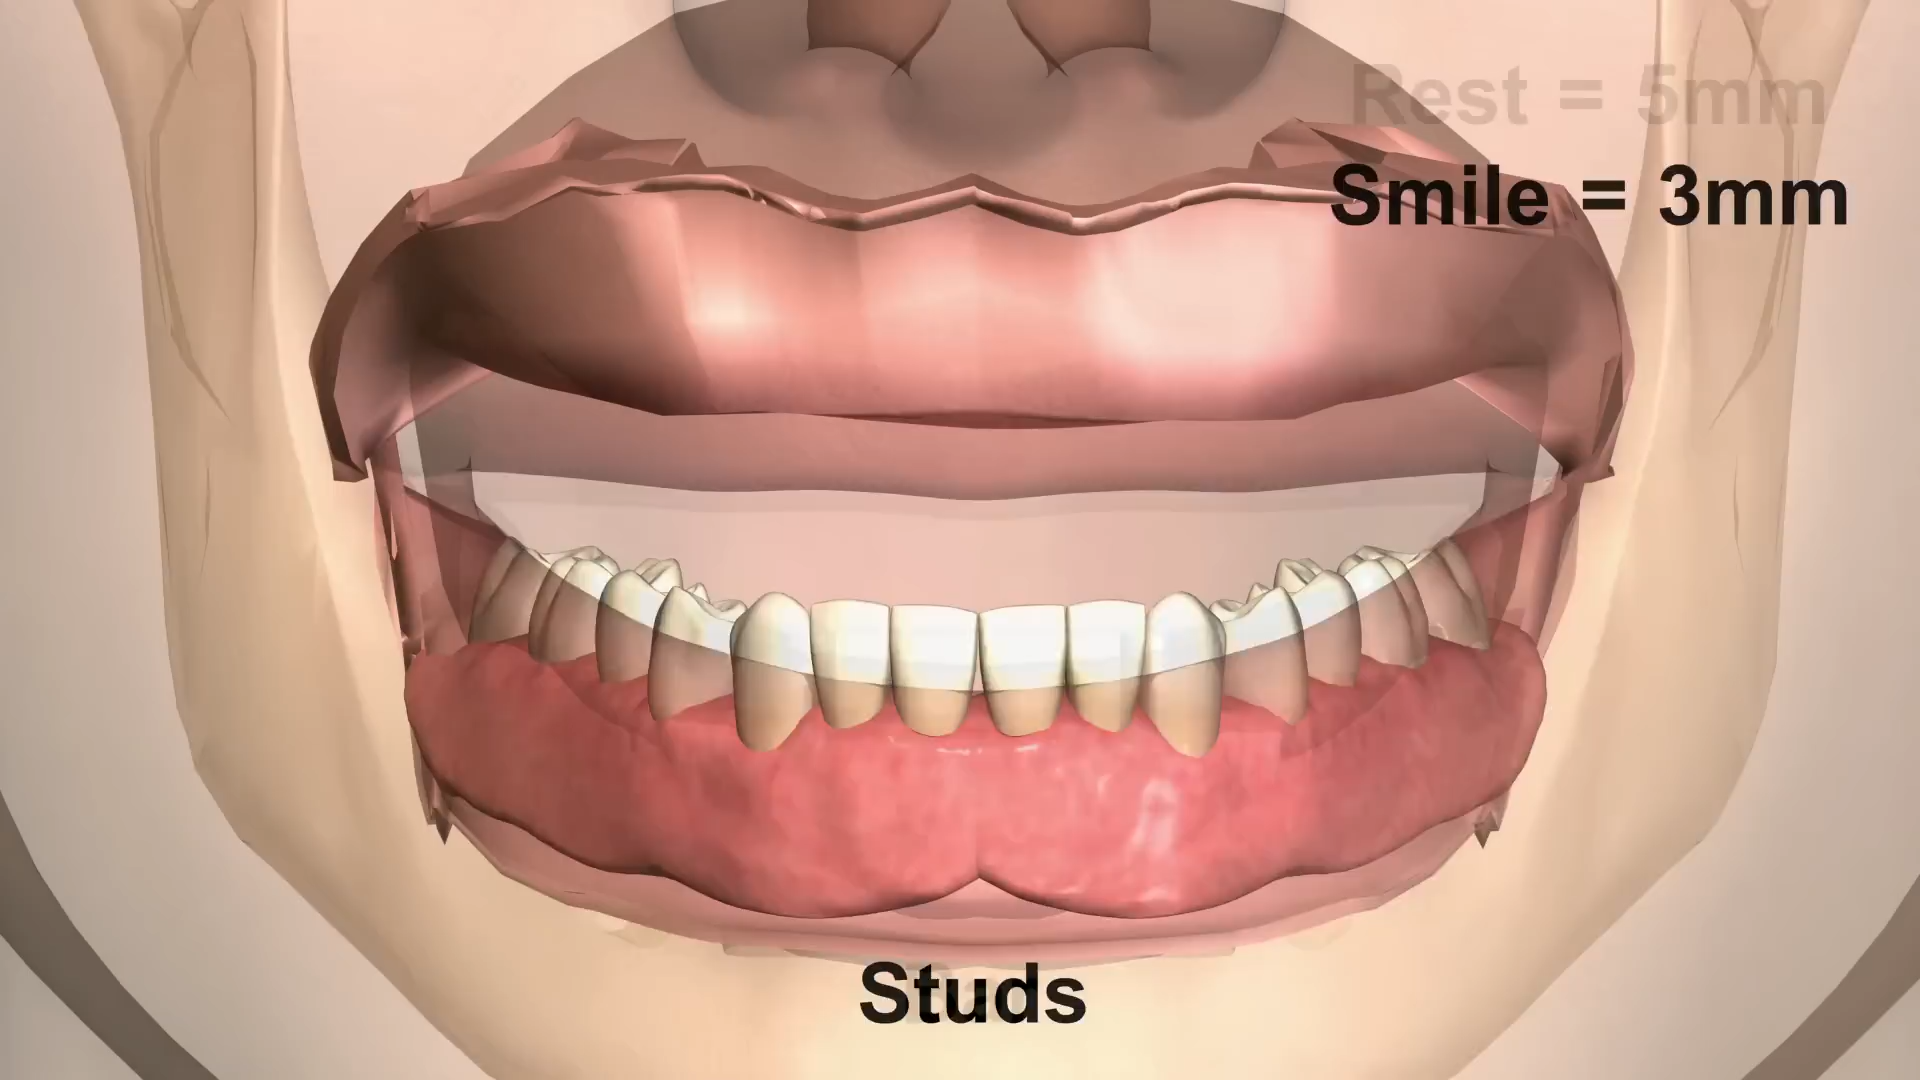 Rest = 5mm
Smile = 3mm
Studs